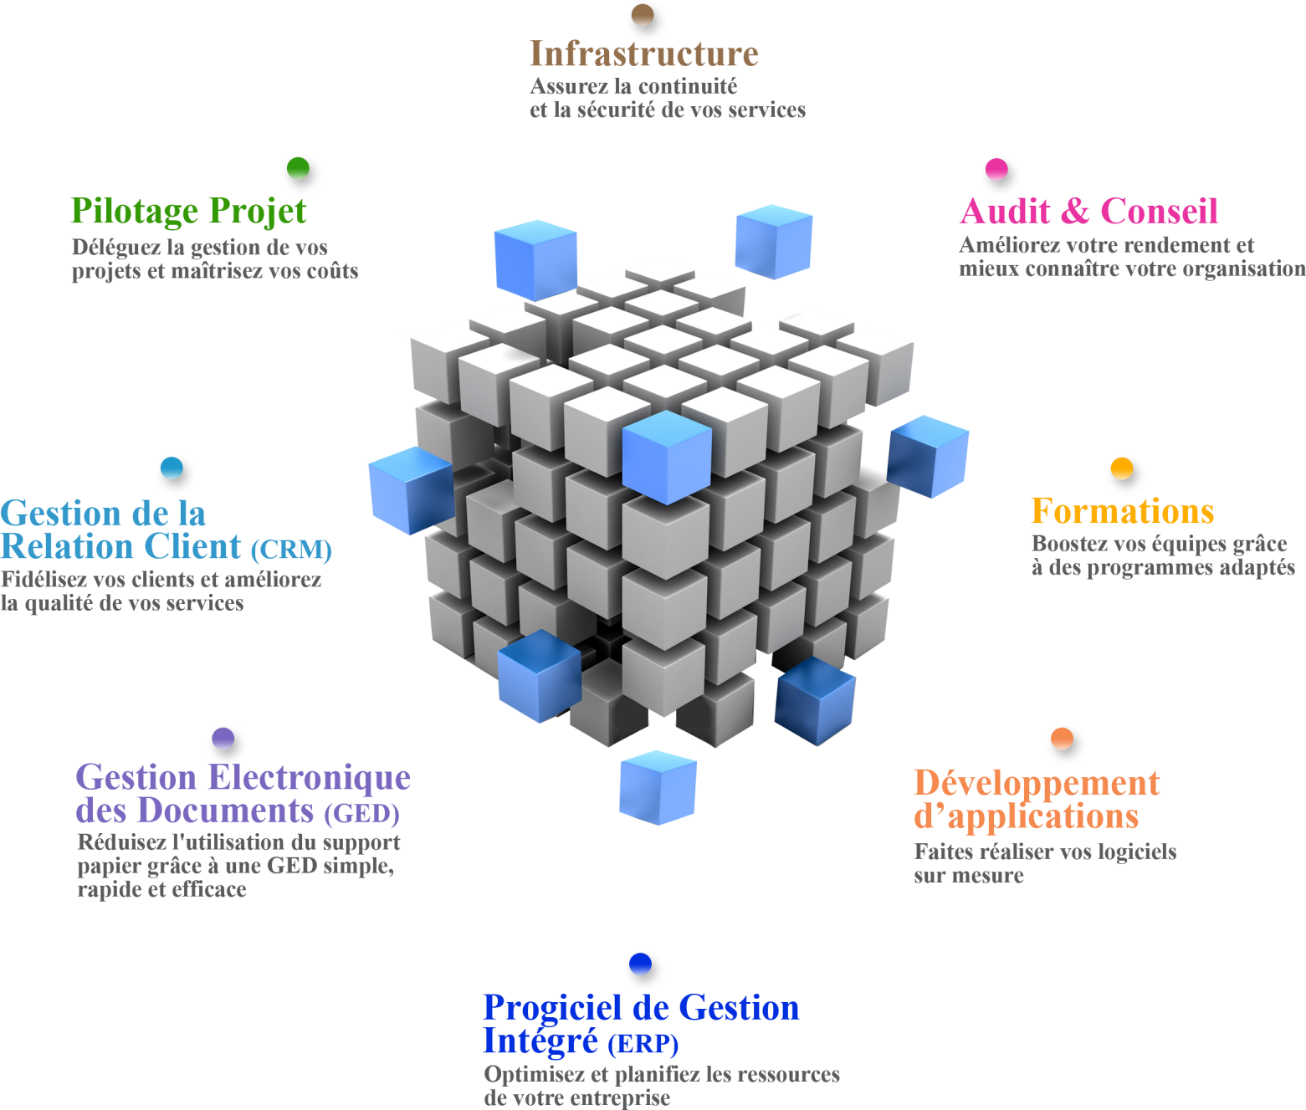 Infrastructure
Assurez la continuité
et la sécurité de vos services
Pilotage Projet
Déléguez la gestion de vos
projets et maîtrisez vos coûts
Audit & Conseil
Améliorez votre rendement et
mieux connaître votre organisation
Gestion de la
Relation Client (CRM)
Fidélisez vos clients et améliorez
la qualité de vos services
Formations
Boostez vos équipes grâce
à des programmes adaptés
Gestion Electronique
des Documents (GED)
Réduisez l'utilisation du support
papier grâce à une GED simple,
rapide et efficace
Développement
d’applications
Faites réaliser vos logiciels
sur mesure
Progiciel de Gestion
Intégré (ERP)
Optimisez et planifiez les ressources
de votre entreprise